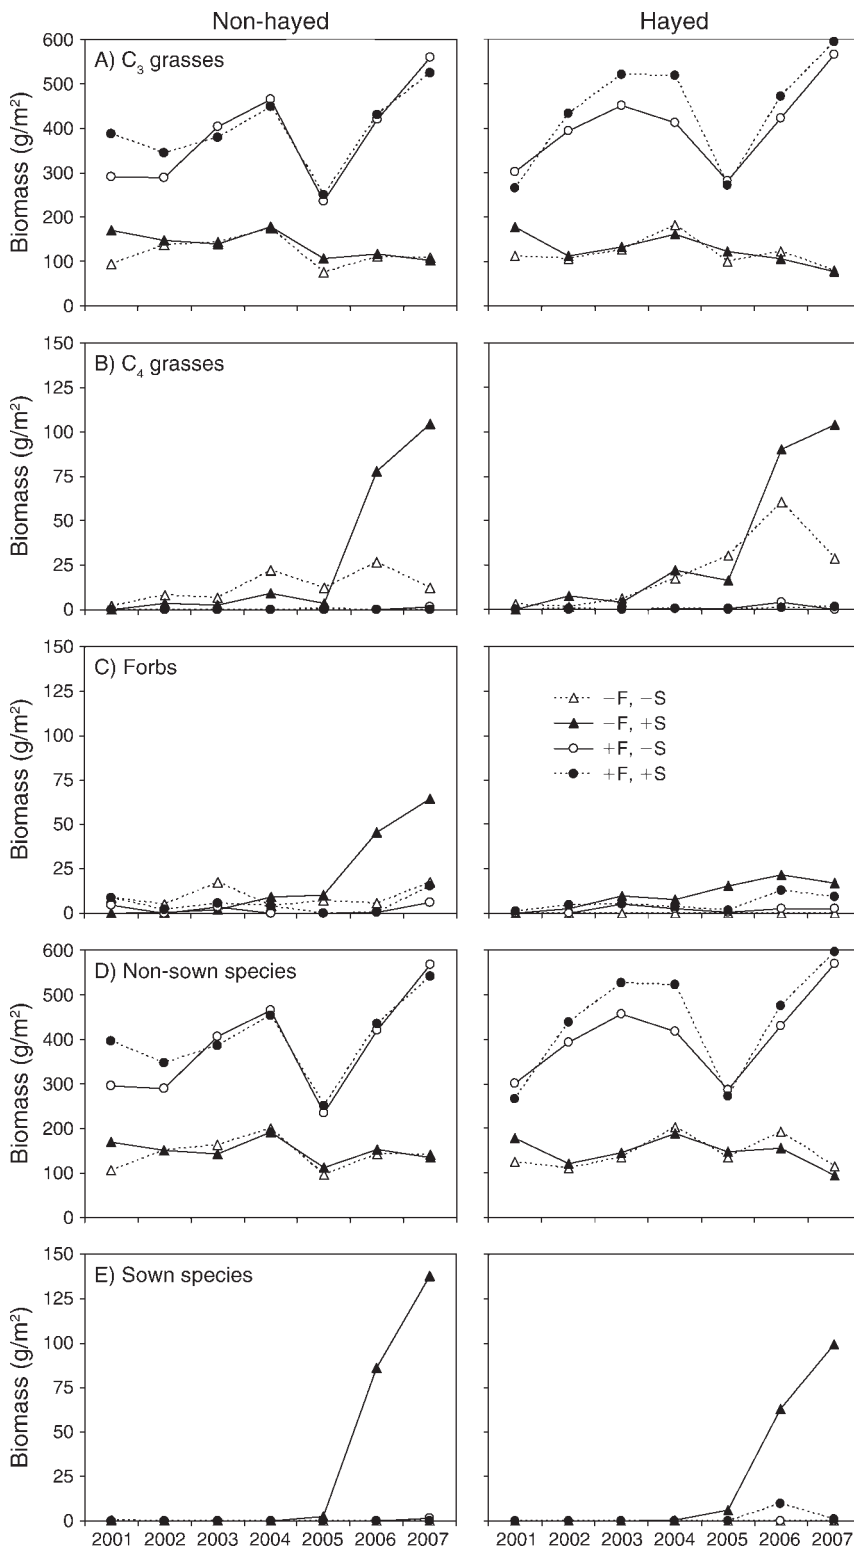 Non-hayed Hayed
600
A) C3 grasses
500
400
300
200
100
0
Biomass (g/m²)
150
B) C4 grasses
125
100
75
50
25
0
Biomass (g/m²)
150
C) Forbs
125
100
75
50
25
0
Biomass (g/m²)
−F, −S
−F, +S
+F, −S
+F, +S
600
D) Non-sown species
500
400
300
200
100
0
Biomass (g/m²)
150
E) Sown species
125
100
75
50
25
0
Biomass (g/m²)
2001 2002 2003 2004 2005 2006 2007 2001 2002 2003 2004 2005 2006 2007